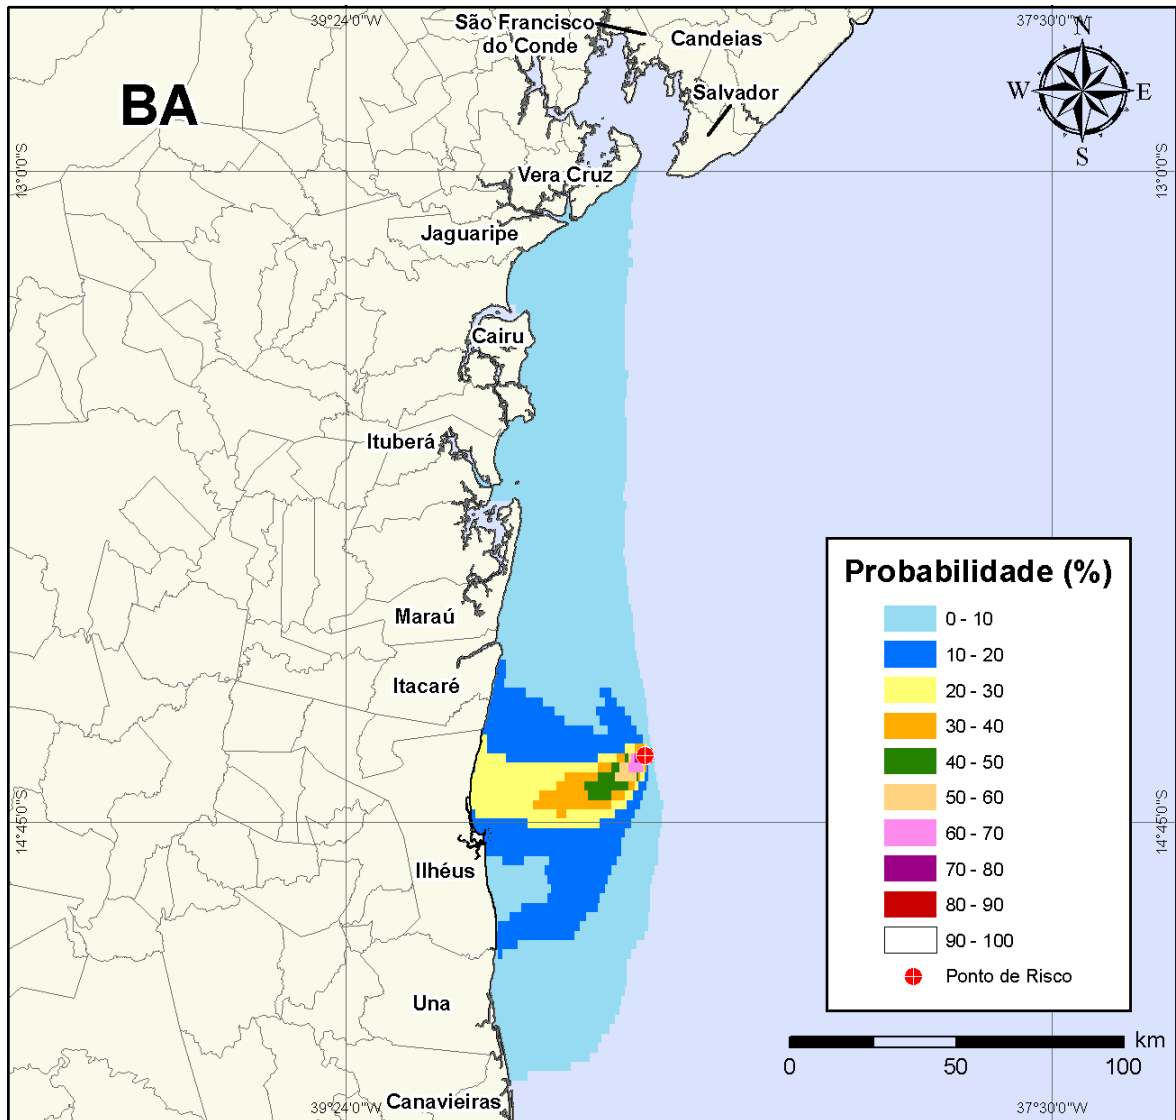 39°24'0"W
37°30'0"W
São Francisco
do Conde
Candeias
N
BA
Salvador
W
E
S
13°0'0"S
13°0'0"S
Vera Cruz
Jaguaripe
Cairu
Ituberá
Maraú
Itacaré
14°45'0"S
14°45'0"S
Ilhéus
Una
Canavieiras
Probabilidade (%)
0 - 10
10 - 20
20 - 30
30 - 40
40 - 50
50 - 60
60 - 70
70 - 80
80 - 90
90 - 100
Ponto de Risco
km
0
50
100
39°24'0"W
37°30'0"W